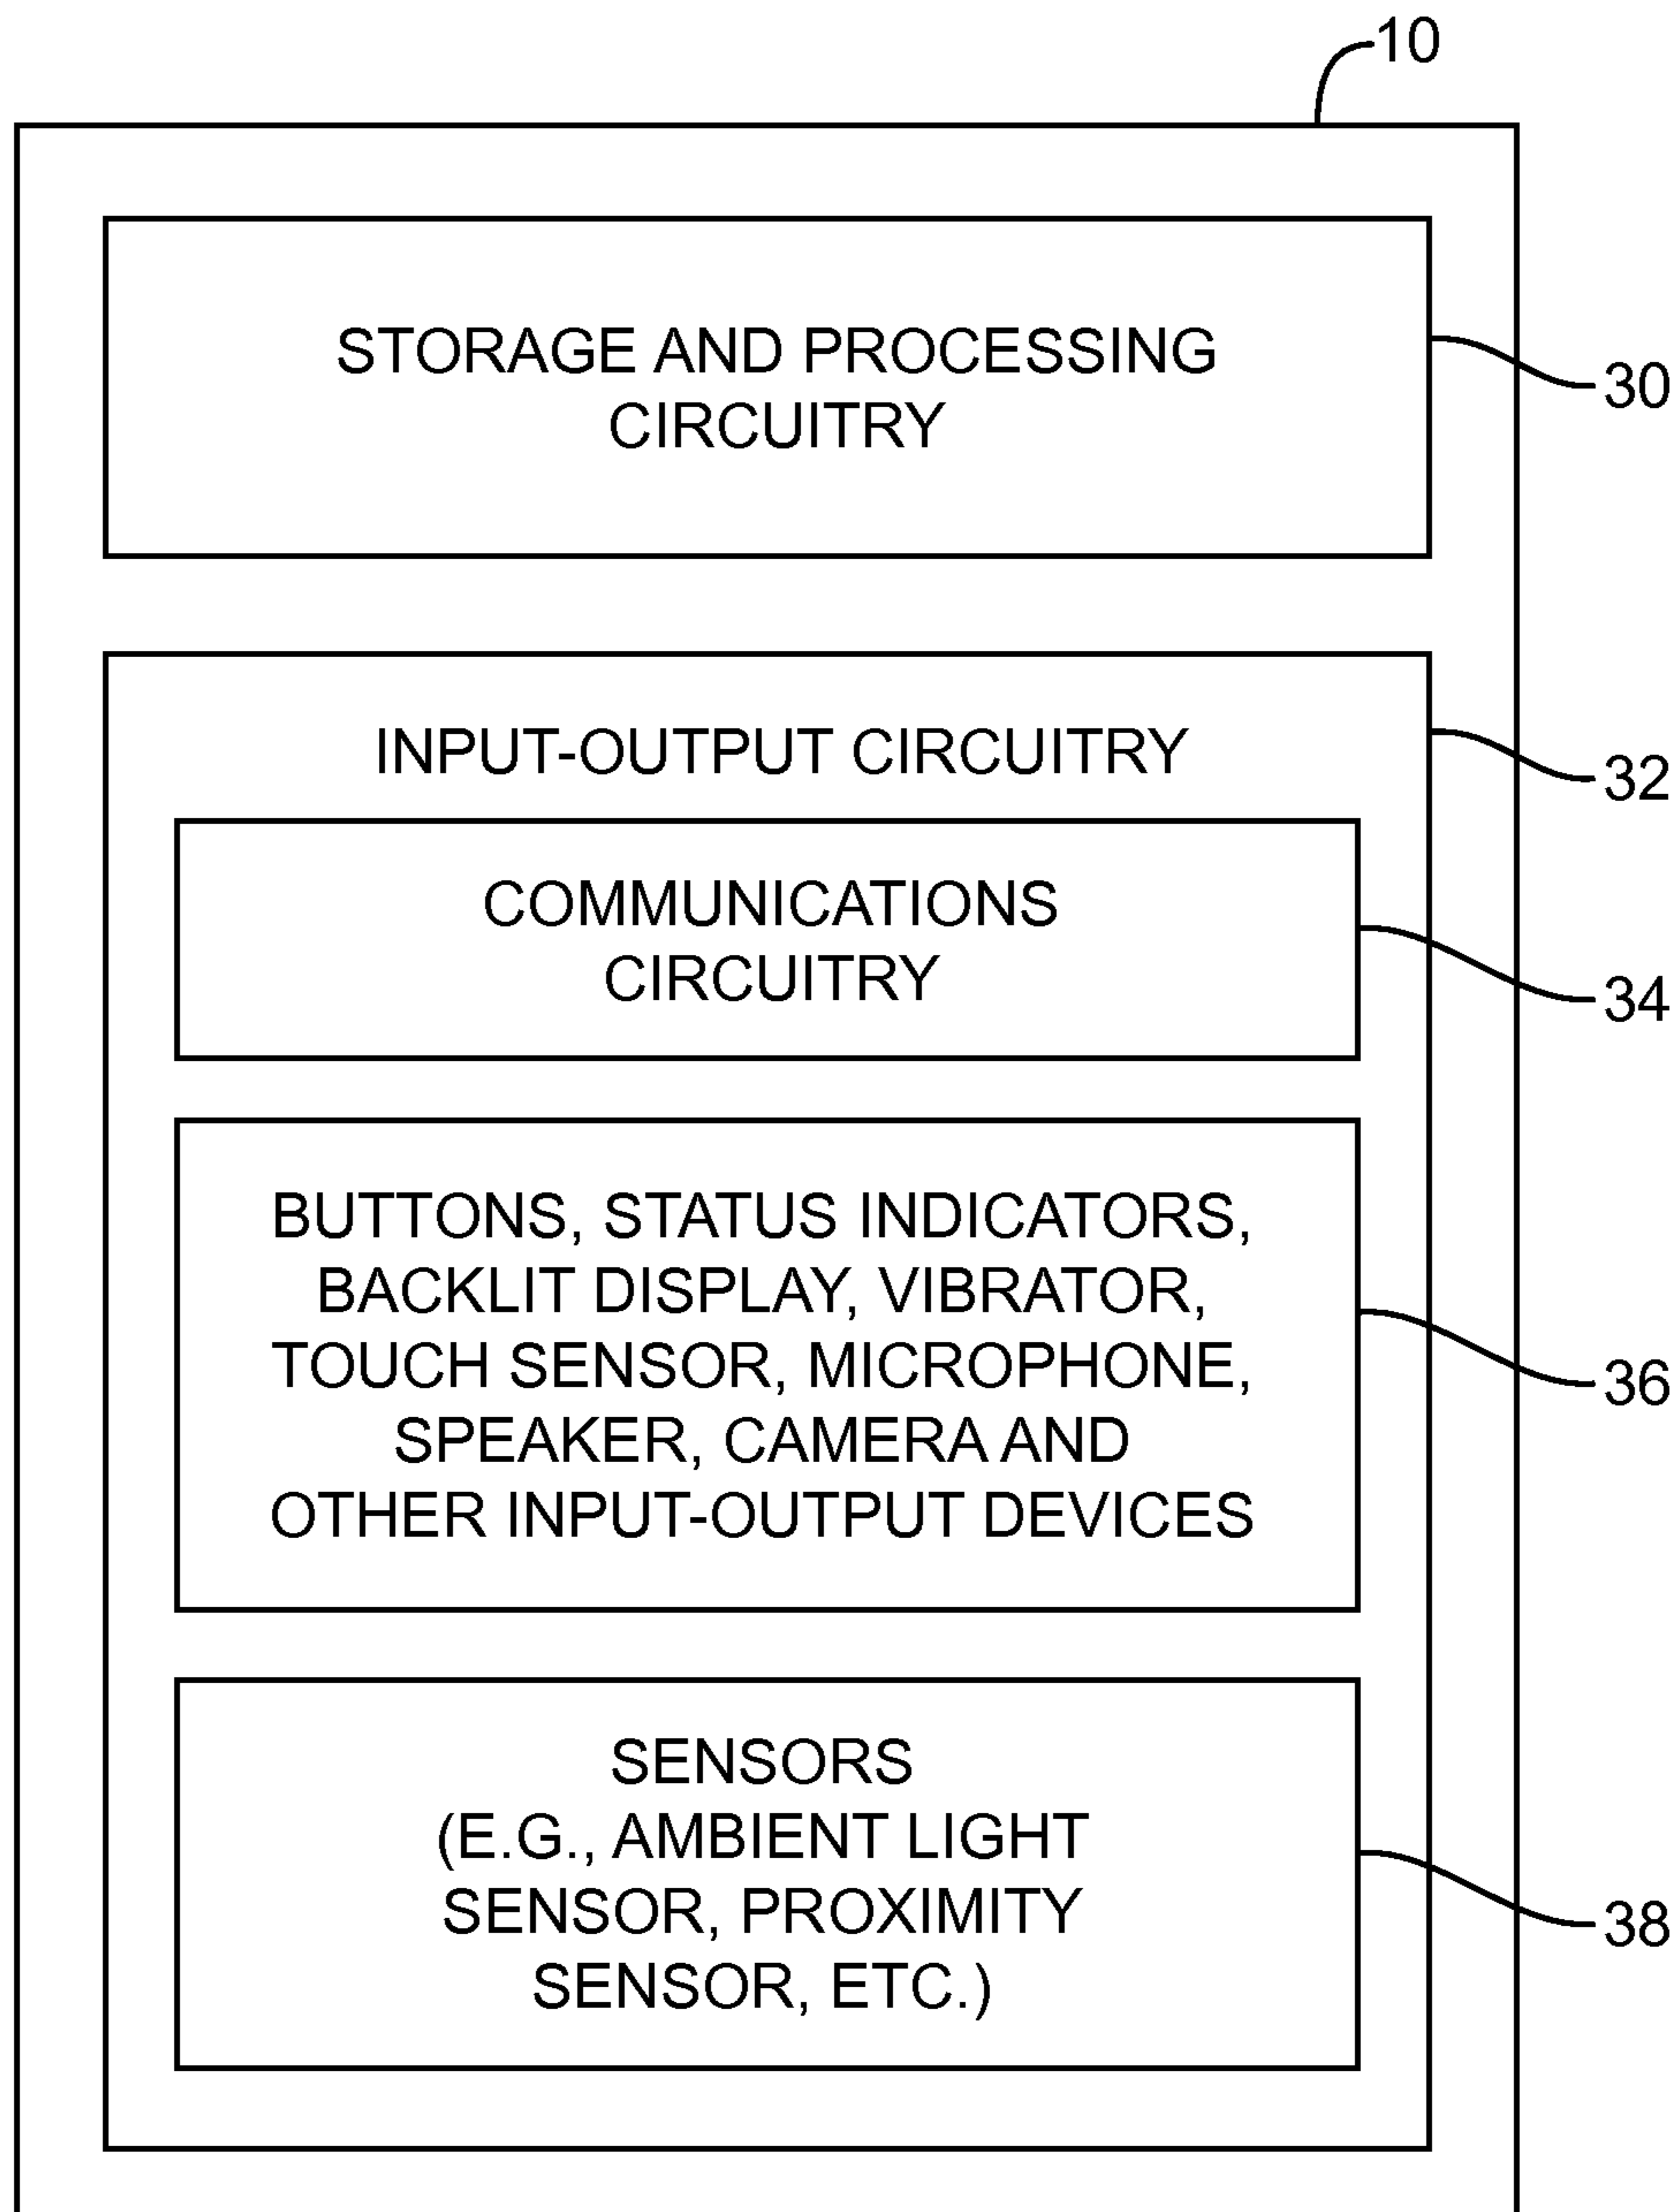 10
STORAGE AND PROCESSING
CIRCUITRY
30
INPUT-OUTPUT CIRCUITRY
32
COMMUNICATIONS
CIRCUITRY
34
BUTTONS, STATUS INDICATORS,
BACKLIT DISPLAY, VIBRATOR,
TOUCH SENSOR, MICROPHONE,
SPEAKER, CAMERA AND
OTHER INPUT-OUTPUT DEVICES
36
SENSORS
(E.G., AMBIENT LIGHT
SENSOR, PROXIMITY
SENSOR, ETC.)
38